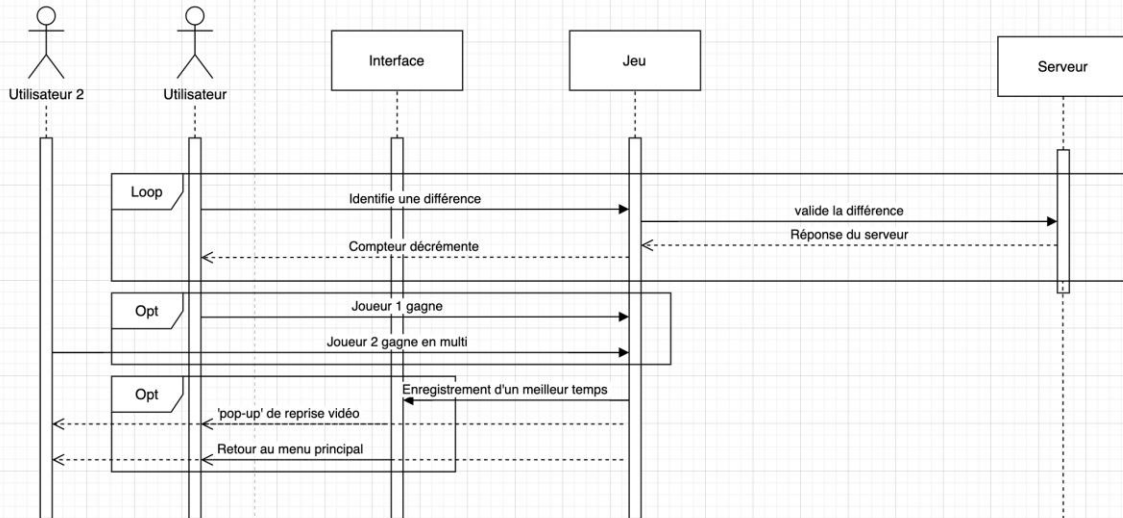 Utilisateur 2
Utilisateur
Interface
Jeu
Serveur
Loop
Identifie une différence
valide la différence
Réponse du serveur
Compteur décrémente
Opt
Joueur 1 gagne
Joueur 2 gagne en multi
Opt
Enregistrement d'un meilleur temps
'pop-up' de reprise vidéo
Retour au menu principal